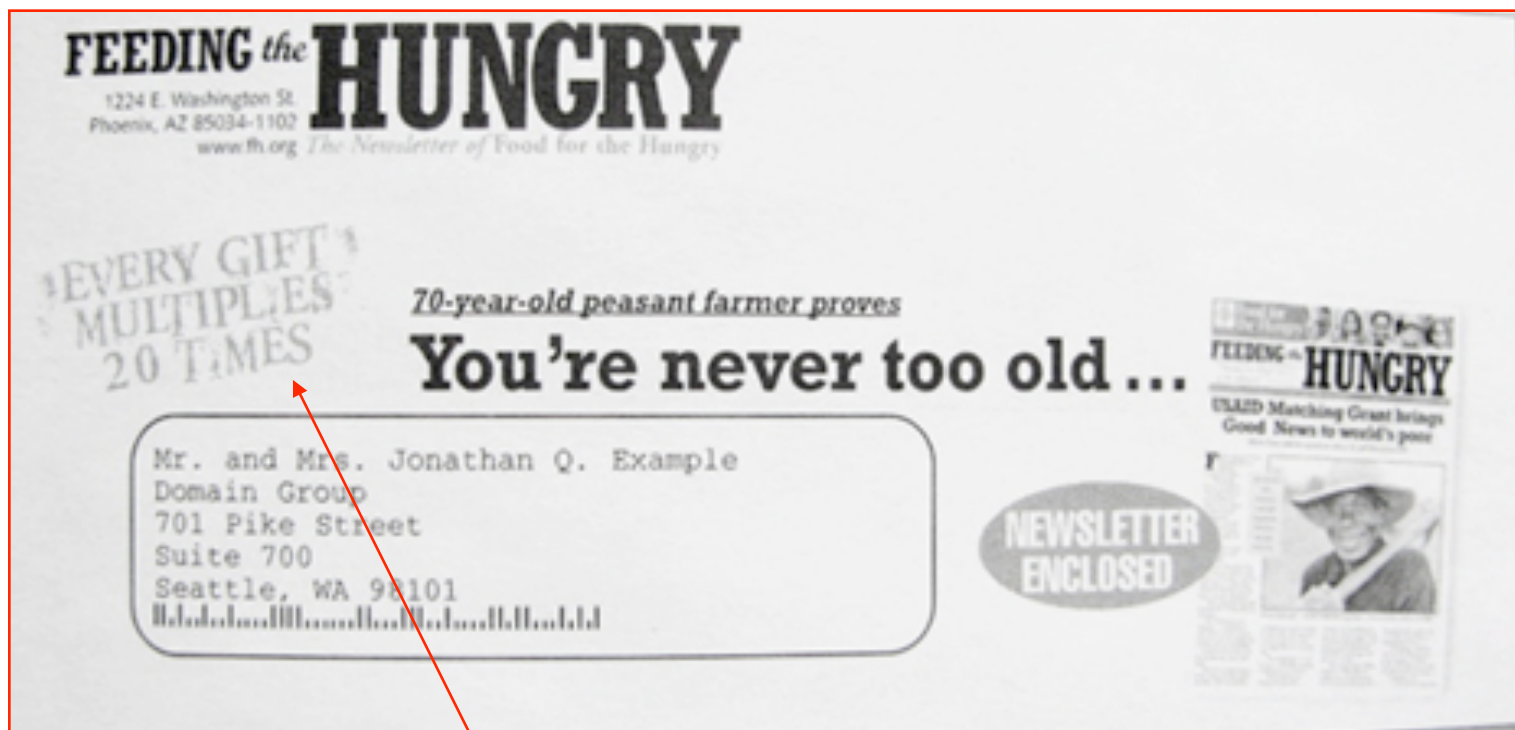 FEEDING the HUNGRY
1224 E. Washington St.
Phoenix, AZ 85034-1102
www.fh.org The Newsletter of Food for the Hungry
EVERY GIFT
MULTIPLIES
20 TIMES
70-year-old peasant farmer proves
You're never too old ...
Mr. and Mrs. Jonathan Q. Example
Domain Group
701 Pike Street
Suite 700
Seattle, WA 98101
NEWSLETTER
ENCLOSED
FEEDING the HUNGRY
USAID Matching Grant brings
Good News to world's poor